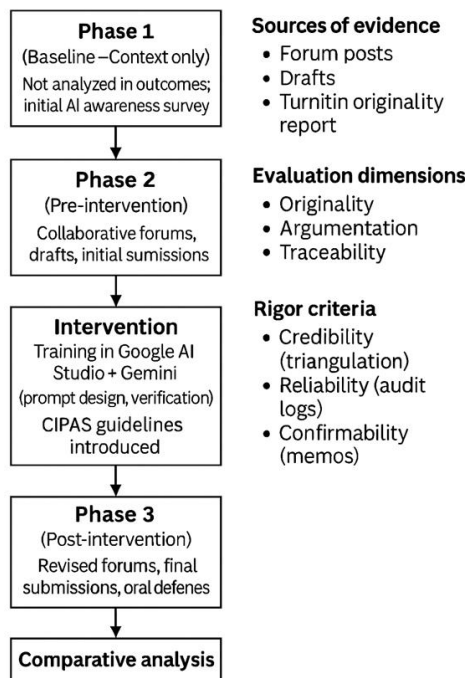 Phase 1
(Baseline –Context only)
Not analyzed in outcomes;
initial AI awareness survey
Phase 2
(Pre-intervention)
Collaborative forums,
drafts, initial sumissions
Intervention
Training in Google AI
Studio + Gemini
(prompt design, verification)
CIPAS guidelines
introduced
Phase 3
(Post-intervention)
Revised forums, final
submissions, oral defenes
Comparative analysis
Sources of evidence
• Forum posts
• Drafts
• Turnitin originality
report
Evaluation dimensions
• Originality
• Argumentation
• Traceability
Rigor criteria
• Credibility
(triangulation)
• Reliability (audit
logs)
• Confirmability
(memos)